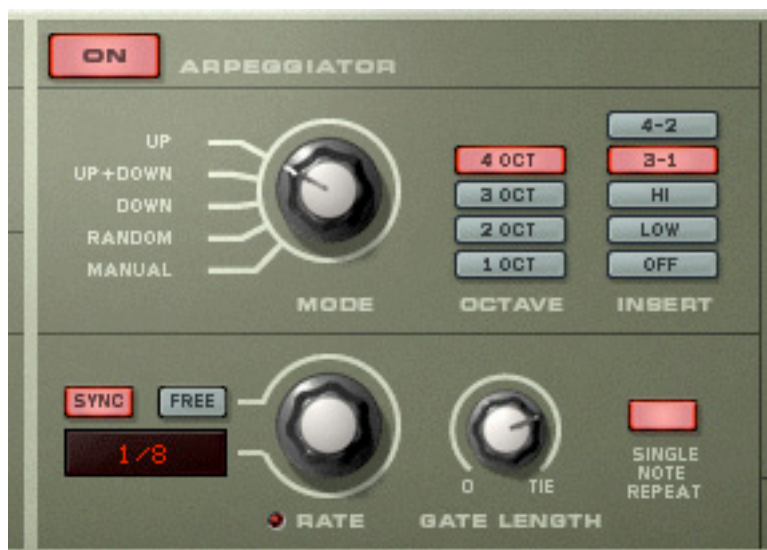 ON
ARPEGGIATOR
UP
UP+DOWN
DOWN
RANDOM
MANUAL
MODE
4 OCT
3 OCT
2 OCT
1 OCT
OCTAVE
4-2
3-1
HI
LOW
OFF
INSERT
SYNC
FREE
1/8
RATE
0
TIE
GATE LENGTH
SINGLE
NOTE
REPEAT